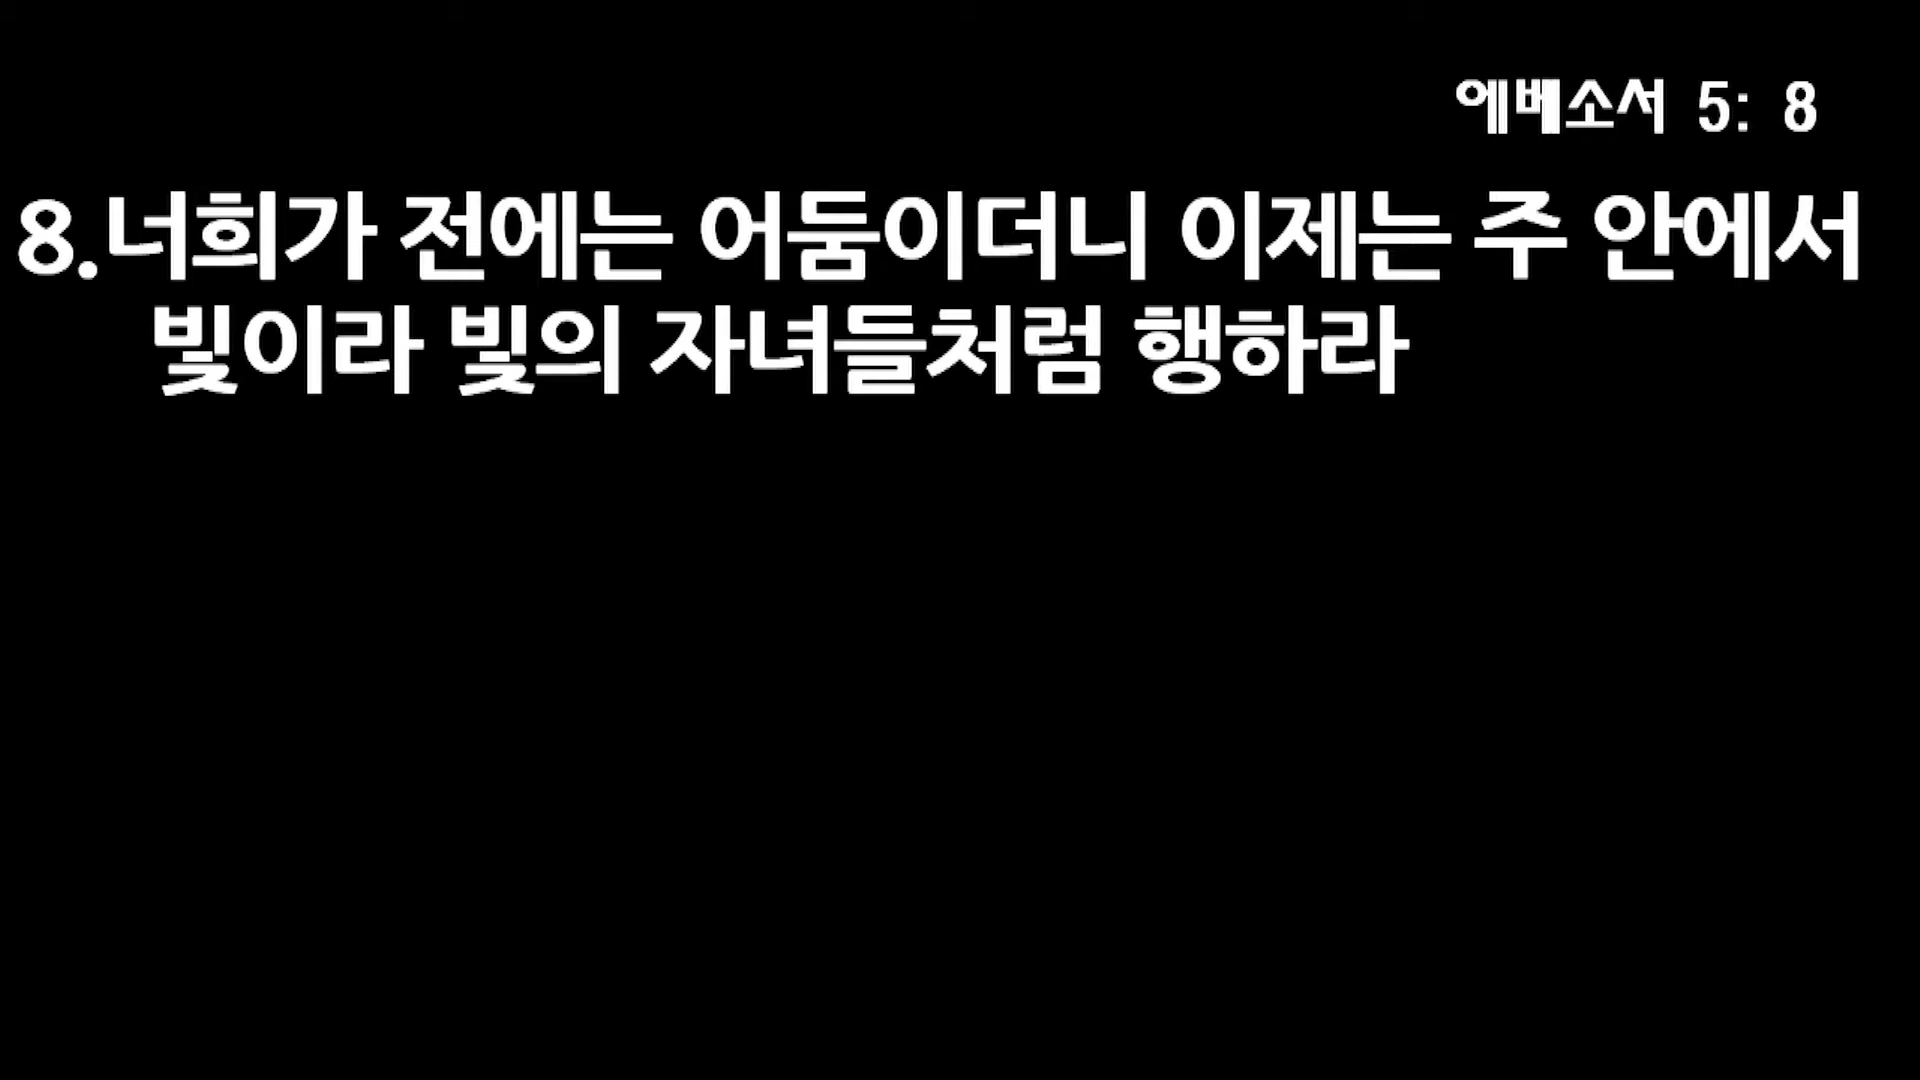 에베소서 5: 8
8.너희가 전에는 어둠이더니 이제는 주 안에서
빛이라 빛의 자녀들처럼 행하라